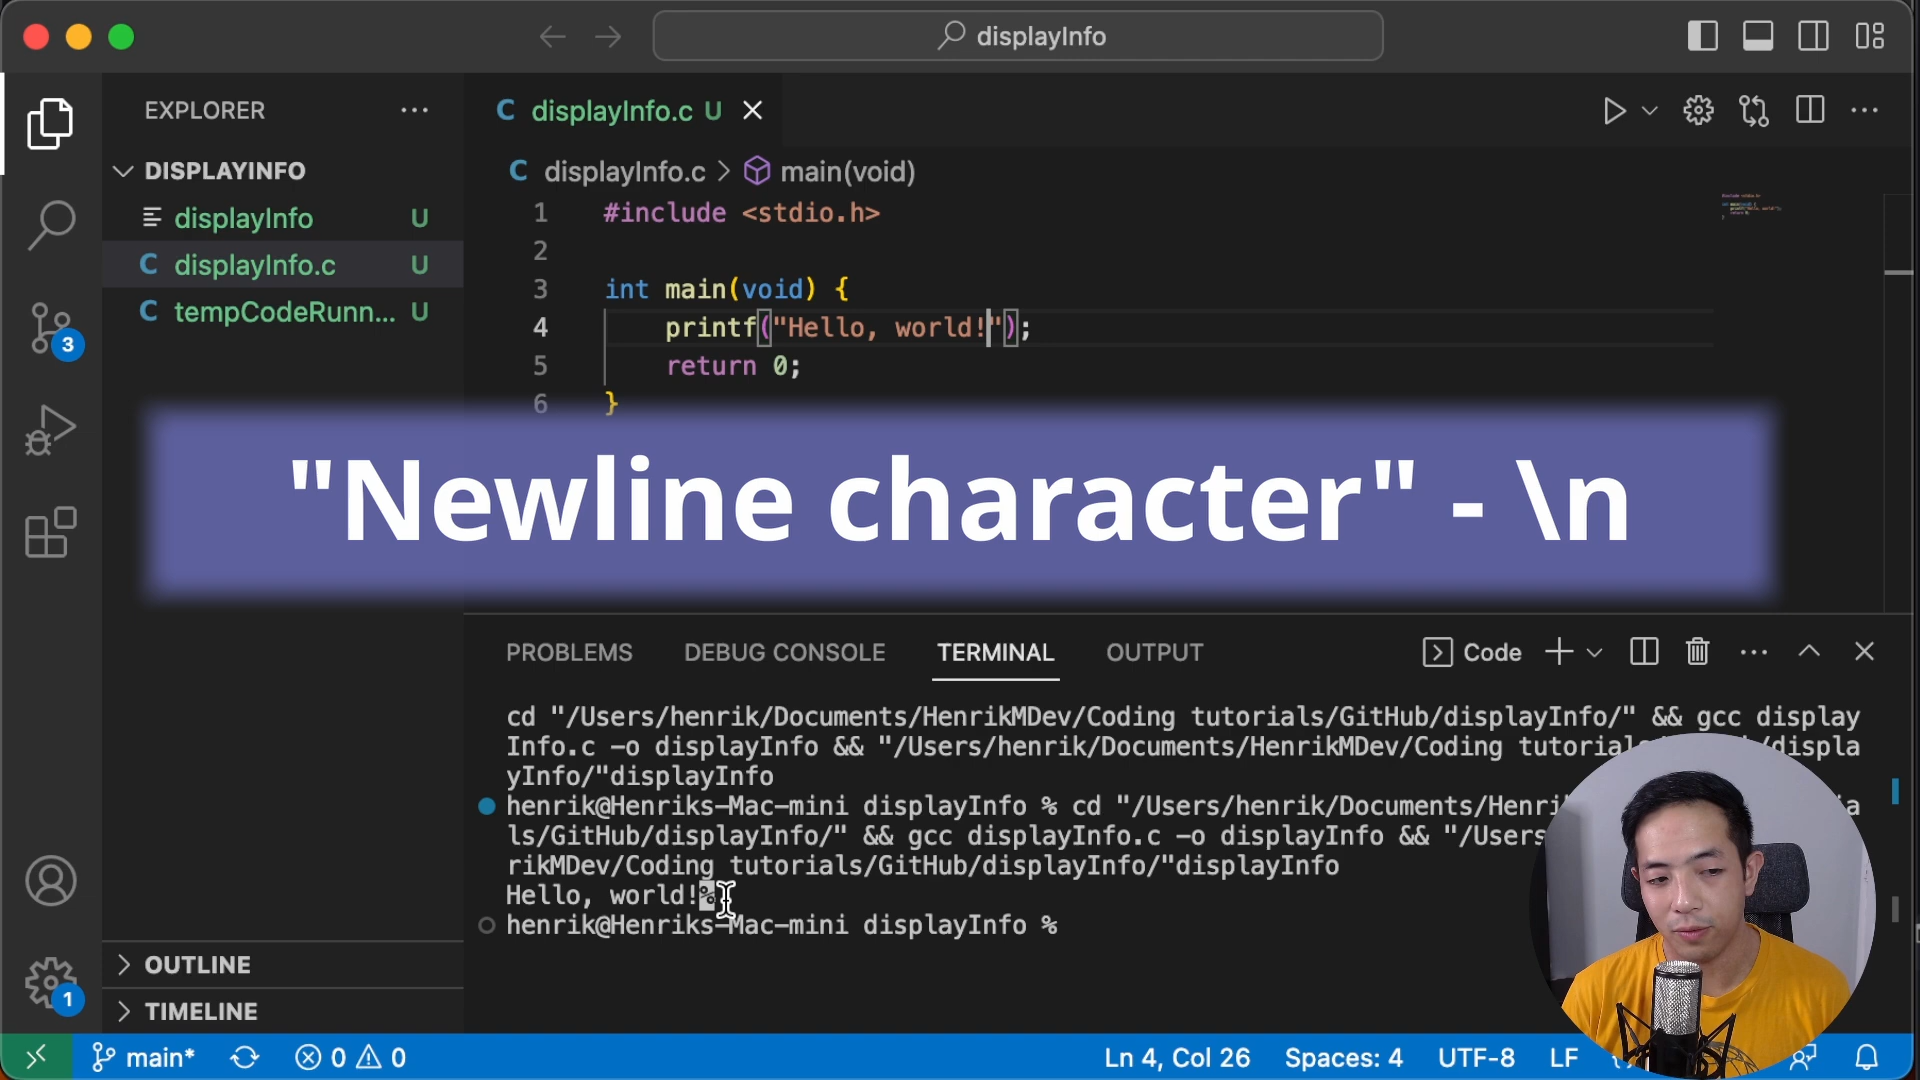 displayInfo
EXPLORER
DISPLAYINFO
displayInfo U
displayInfo.c U
tempCodeRunn... U
3
1
OUTLINE
TIMELINE
C displayInfo.c U
C displayInfo.c > main(void)
1 #include <stdio.h>
2
3 int main(void) {
4 printf("Hello, world!");
5 return 0;
6 }
"Newline character" - \n
PROBLEMS DEBUG CONSOLE TERMINAL OUTPUT Code
cd "/Users/henrik/Documents/HenrikMDev/Coding tutorials/GitHub/displayInfo/" && gcc display
Info.c -o displayInfo && "/Users/henrik/Documents/HenrikMDev/Coding displa
yInfo/"displayInfo
henrik@Henriks-Mac-mini displayInfo % cd "/Users/henrik/Documents/
ls/GitHub/displayInfo/" && gcc displayInfo.c -o displayInfo &&
rikMDev/Coding tutorials/GitHub/displayInfo/"displayInfo
Hello, world!%
henrik@Henriks-Mac-mini displayInfo %
main* 0 0 Ln 4, Col 26 Spaces: 4 UTF-8 LF